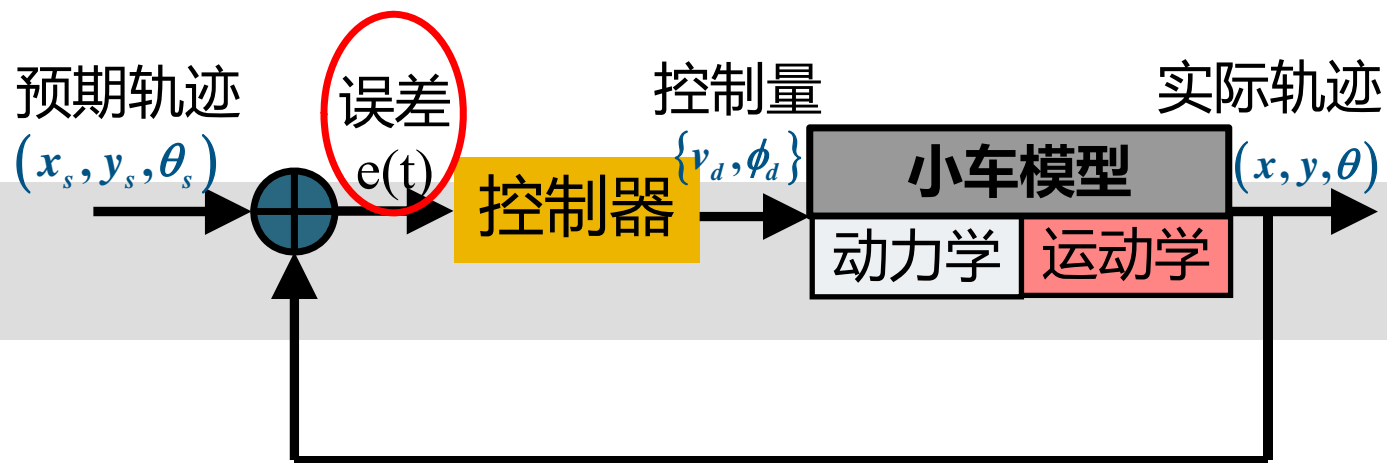 预期轨迹
(x_s, y_s, θ_s)
误差
e(t)
控制器
控制量
{v_d, ϕ_d}
小车模型
动力学
运动学
实际轨迹
(x, y, θ)